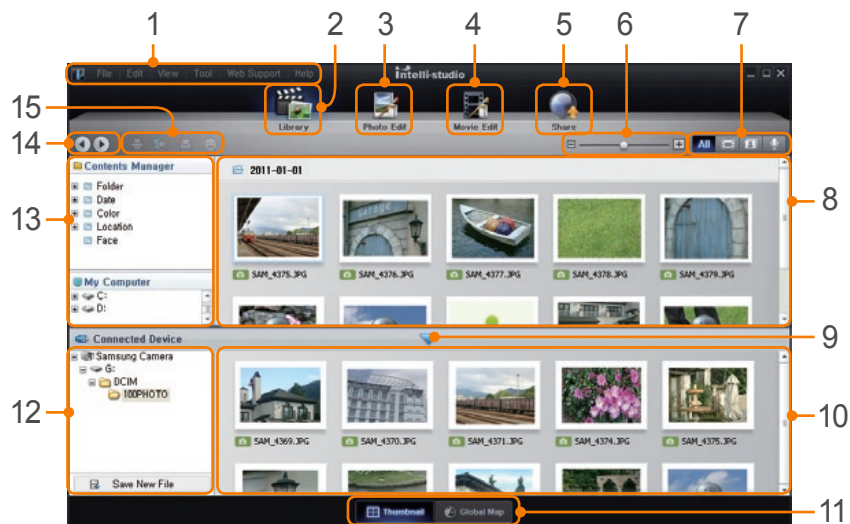 1 2 3 4 5 6 7
File Edit View Tool Web Support Help
intelli-studio
Library Photo Edit Movie Edit Share
15
14
All
Contents Manager
2011-01-01
Folder
Date
Color
Location
Face
13
8
SAM_4375.JPG SAM_4376.JPG SAM_4377.JPG SAM_4378.JPG SAM_4379.JPG
My Computer
C:
D:
Connected Device
9
Samsung Camera
G:
DCIM
100PHOTO
12
10
SAM_4369.JPG SAM_4370.JPG SAM_4371.JPG SAM_4374.JPG SAM_4375.JPG
Save New File
Thumbnail Global Map
11